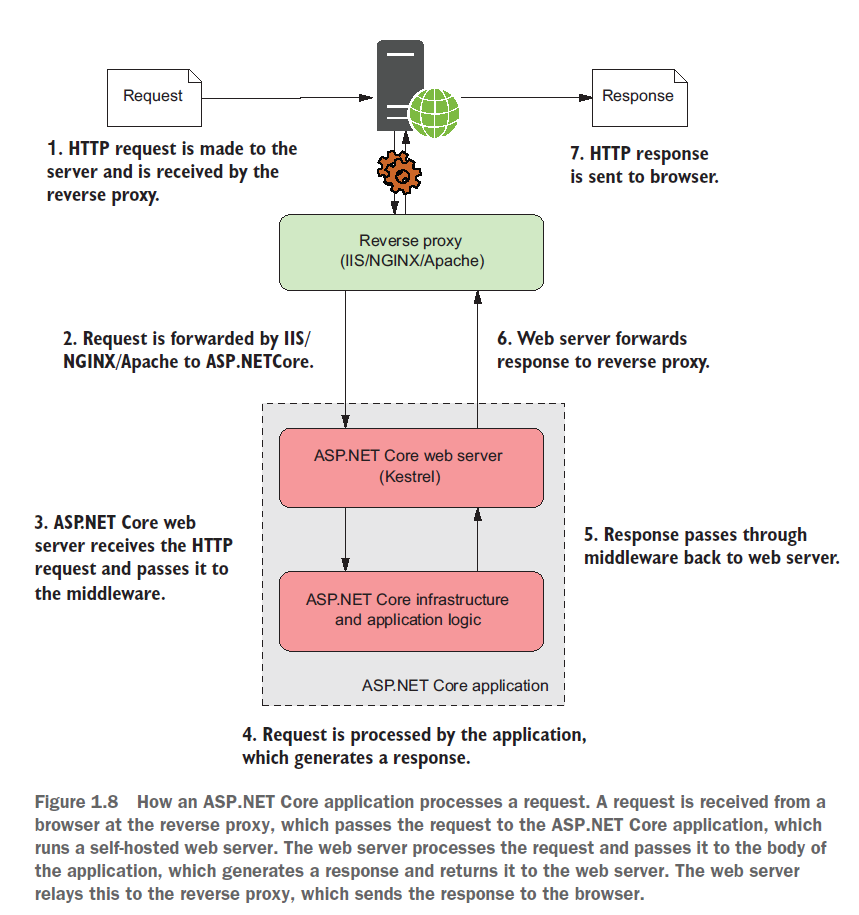 Request
Response
1. HTTP request is made to the
server and is received by the
reverse proxy.
7. HTTP response
is sent to browser.
Reverse proxy
(IIS/NGINX/Apache)
2. Request is forwarded by IIS/
NGINX/Apache to ASP.NETCore.
6. Web server forwards
response to reverse proxy.
ASP.NET Core web server
(Kestrel)
3. ASP.NET Core web
server receives the HTTP
request and passes it to
the middleware.
5. Response passes through
middleware back to web server.
ASP.NET Core infrastructure
and application logic
ASP.NET Core application
4. Request is processed by the application,
which generates a response.
Figure 1.8 How an ASP.NET Core application processes a request. A request is received from a
browser at the reverse proxy, which passes the request to the ASP.NET Core application, which
runs a self-hosted web server. The web server processes the request and passes it to the body of
the application, which generates a response and returns it to the web server. The web server
relays this to the reverse proxy, which sends the response to the browser.